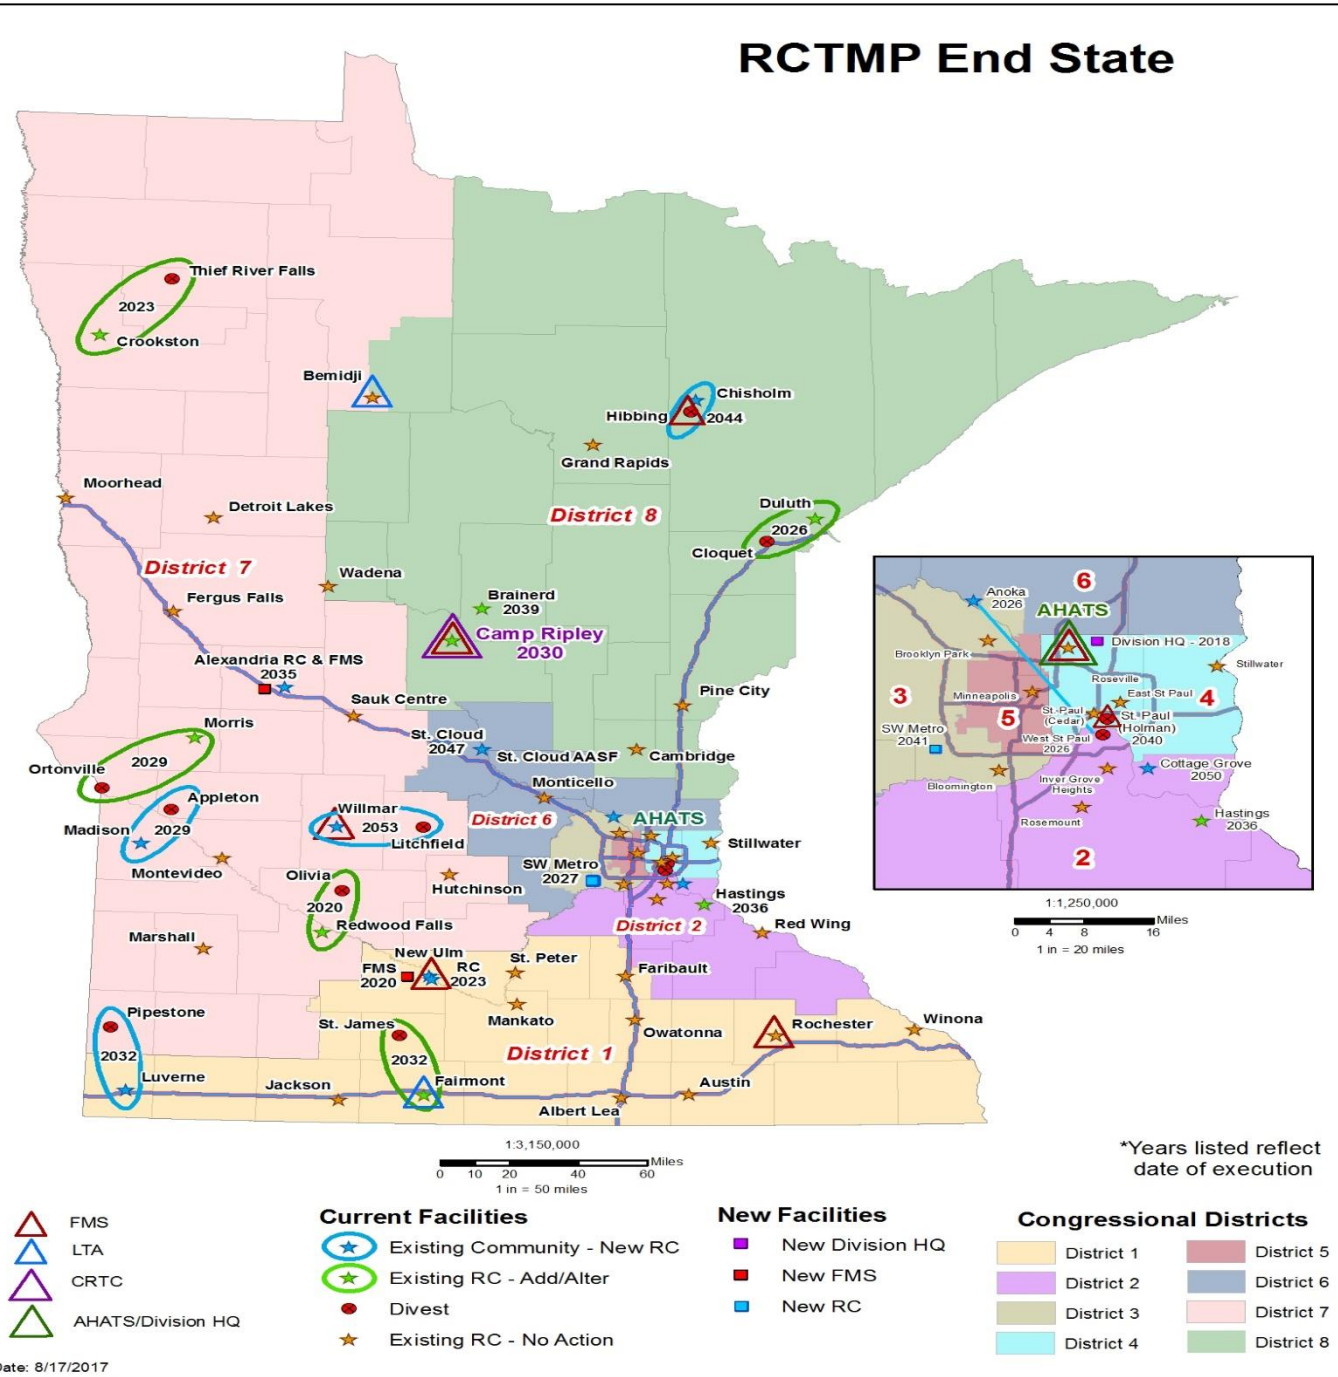 RCTMP End State
Thief River Falls
2023
Crookston
Bemidji
Chisholm
Hibbing
2044
Grand Rapids
Moorhead
Detroit Lakes
District 8
Duluth
2026
Cloquet
District 7
Wadena
Fergus Falls
Brainerd
2039
Camp Ripley
2030
Alexandria RC & FMS
2035
Sauk Centre
Pine City
Morris
St. Cloud
2047
St. Cloud AASF
Cambridge
2029
Ortonville
Monticello
Appleton
Madison
2029
Willmar
2053
Litchfield
District 6
AHATS
Stillwater
Montevideo
SW Metro
2027
Olivia
2020
Hutchinson
Hastings
2036
Redwood Falls
District 2
Red Wing
Marshall
New Ulm
FMS
2020
RC
2023
St. Peter
Faribault
Pipestone
St. James
Mankato
Owatonna
Rochester
Winona
2032
2032
District 1
Luverne
Jackson
Fairmont
Austin
Albert Lea
6
Anoka
2026
AHATS
Division HQ - 2018
Brooklyn Park
Stillwater
Roseville
3
Minneapolis
East St Paul
4
5
St. Paul
(Cedar)
St. Paul
(Holman)
2040
SW Metro
2041
West St Paul
2026
Cottage Grove
2050
Bloomington
Inver Grove
Heights
Rosemount
Hastings
2036
2
1:1,250,000
Miles
0 4 8 16
1 in = 20 miles
1:3,150,000
Miles
0 10 20 40 60
1 in = 50 miles
*Years listed reflect
date of execution
FMS
LTA
CRTC
AHATS/Division HQ
Current Facilities
Existing Community - New RC
Existing RC - Add/Alter
Divest
Existing RC - No Action
New Facilities
New Division HQ
New FMS
New RC
Congressional Districts
District 1
District 2
District 3
District 4
District 5
District 6
District 7
District 8
ate: 8/17/2017